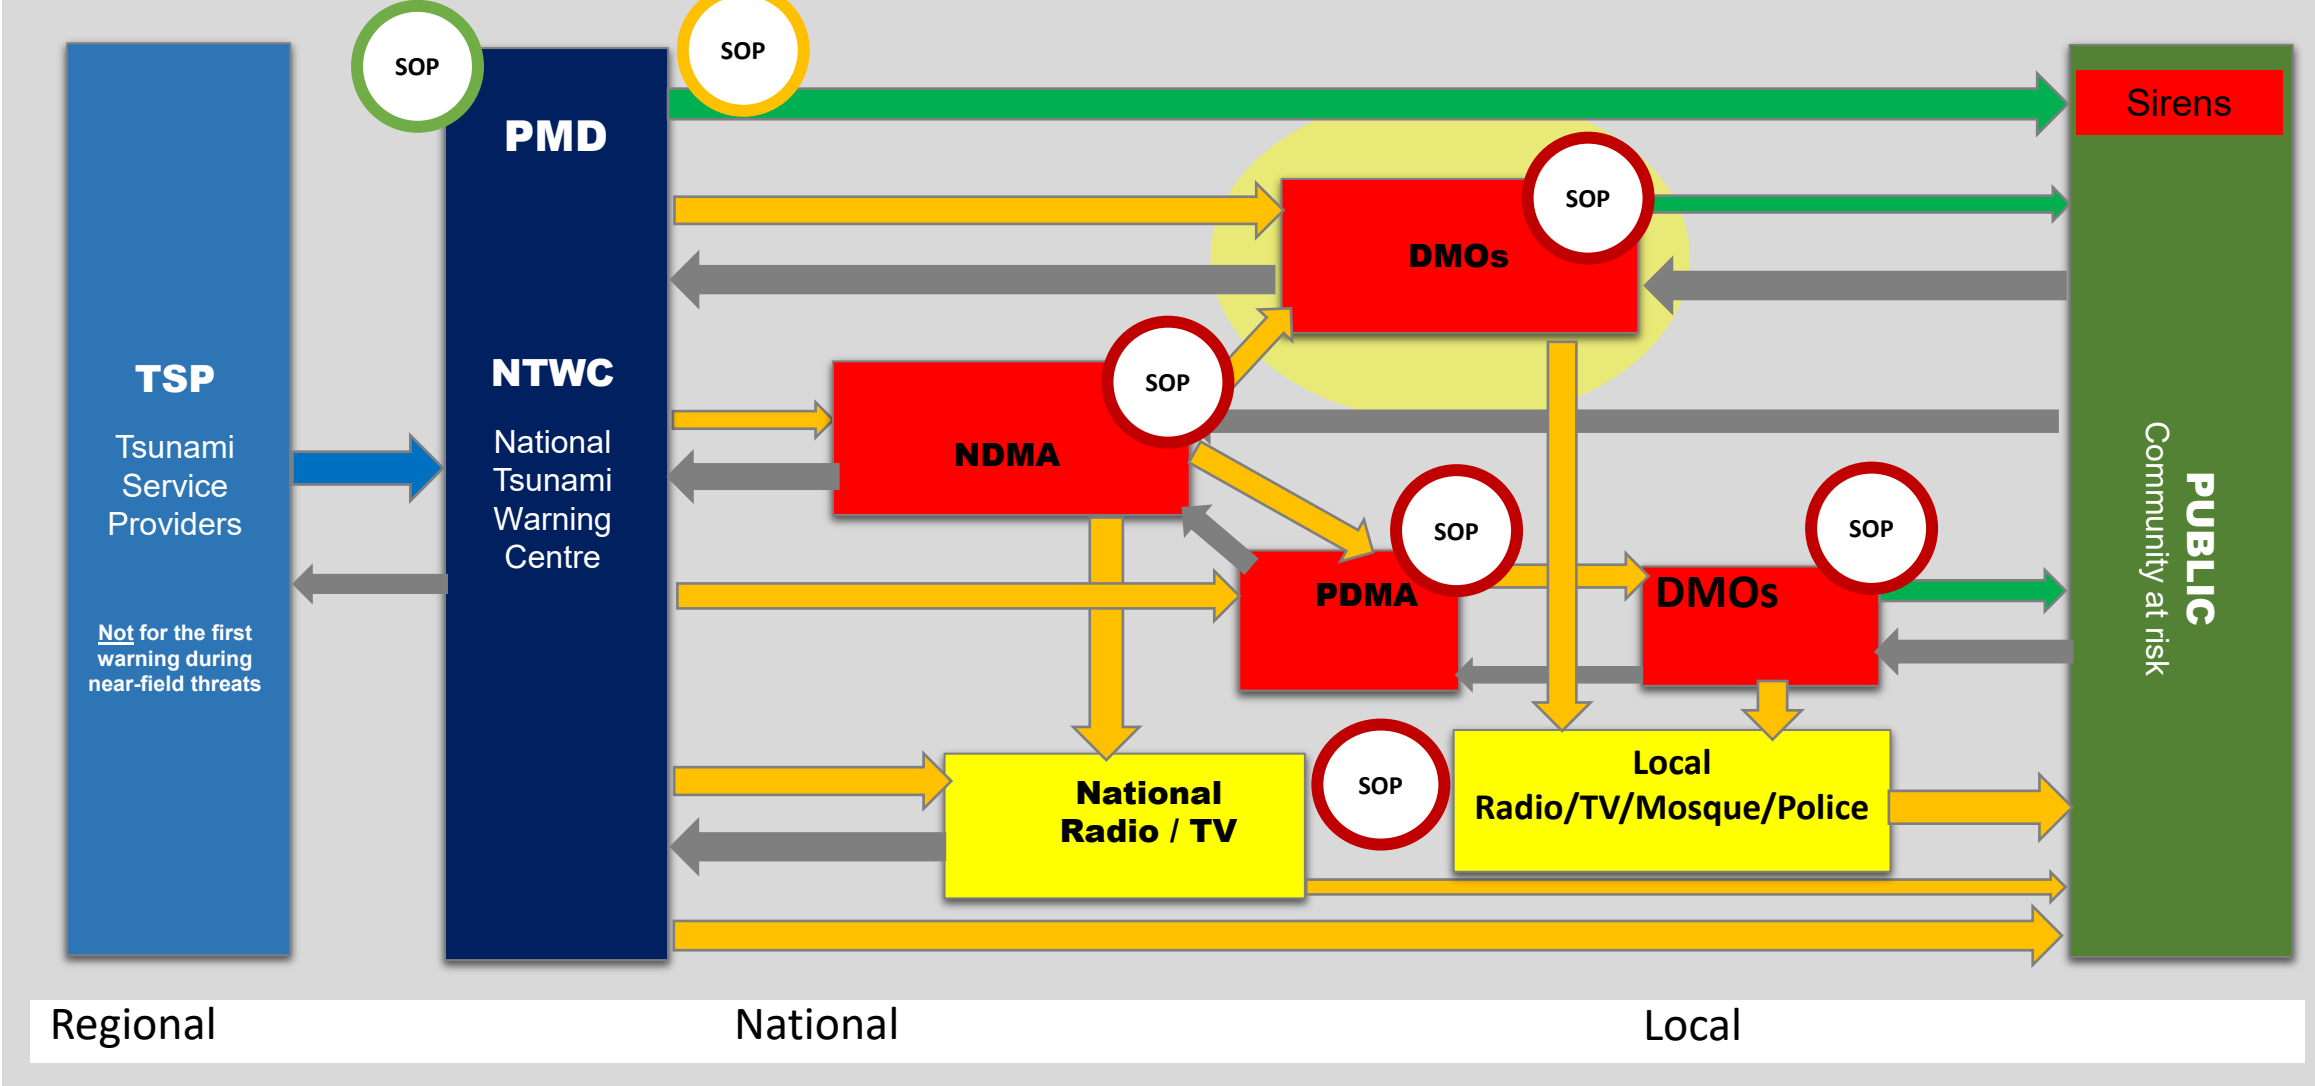 SOP
SOP
PMD
Sirens
SOP
DMOs
TSP
Tsunami
Service
Providers
Not for the first
warning during
near-field threats
NTWC
National
Tsunami
Warning
Centre
SOP
NDMA
SOP
PDMA
SOP
DMOs
PUBLIC
Community at risk
National
Radio / TV
SOP
Local
Radio/TV/Mosque/Police
Regional
National
Local